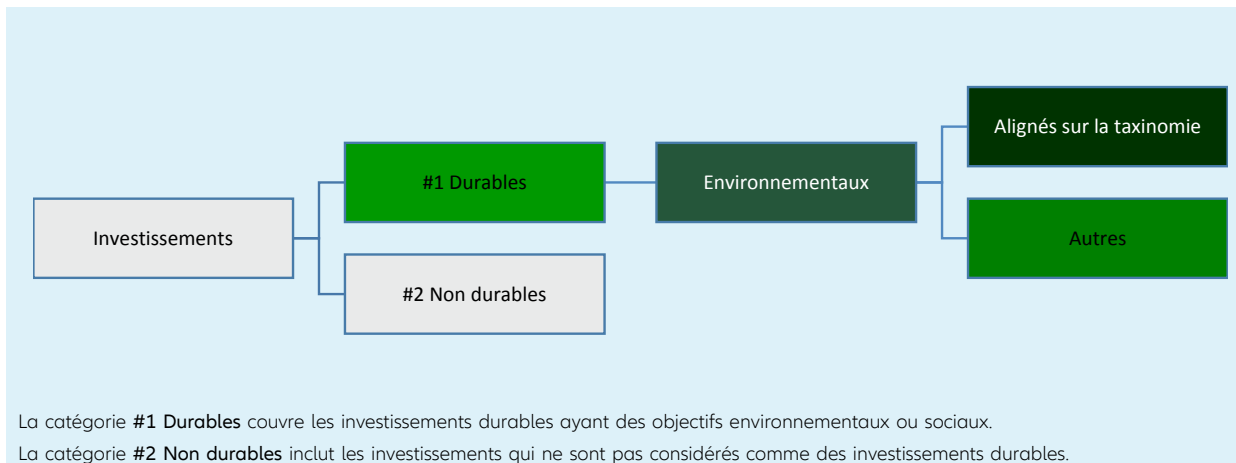 Alignés sur la taxinomie
#1 Durables
Environnementaux
Investissements
Autres
#2 Non durables
La catégorie #1 Durables couvre les investissements durables ayant des objectifs environnementaux ou sociaux.
La catégorie #2 Non durables inclut les investissements qui ne sont pas considérés comme des investissements durables.